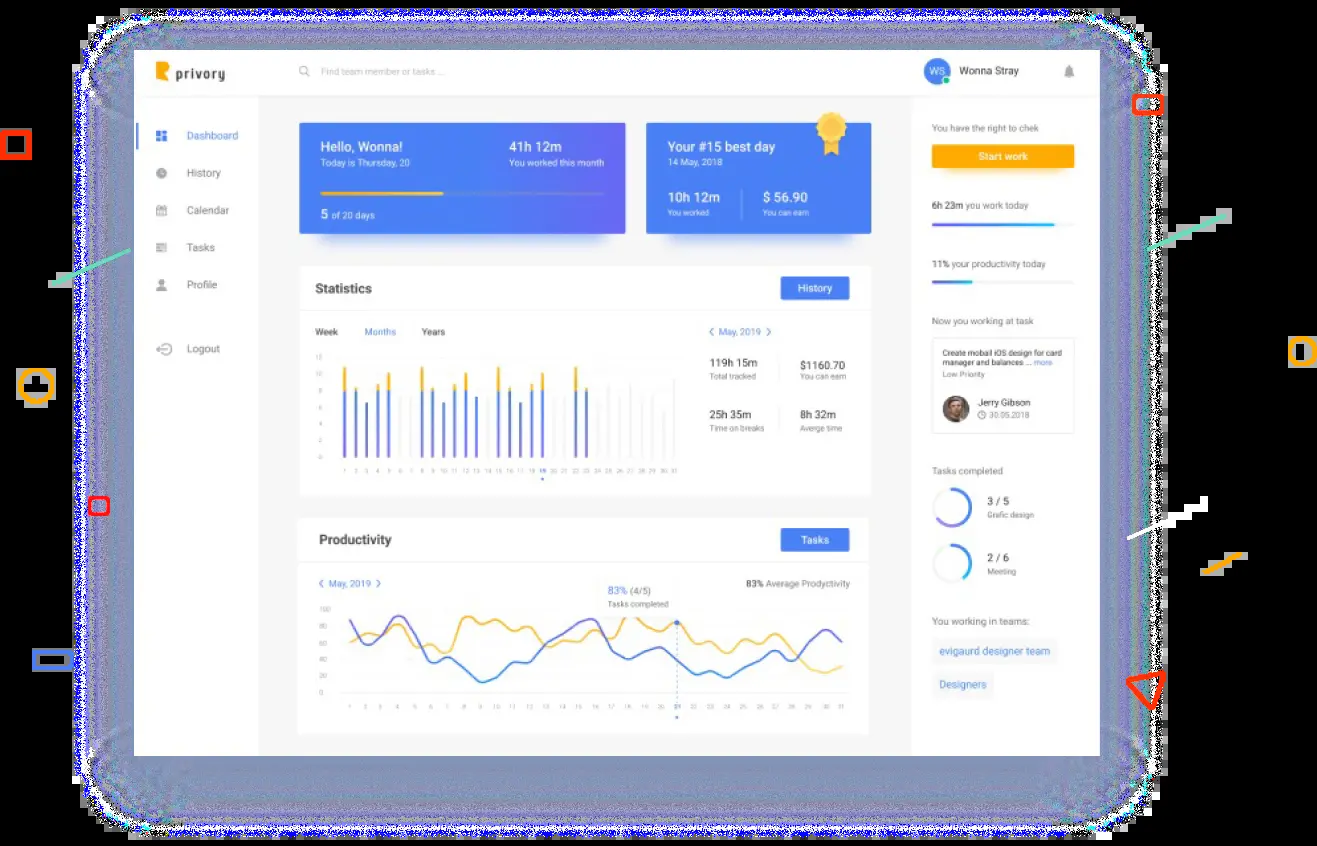 privory
Find team member or tasks ...
WS
Wonna Stray
Dashboard
History
Calendar
Tasks
Profile
Logout
Hello, Wonna!
Today is Thursday, 20
41h 12m
You worked this month
5 of 20 days
Your #15 best day
14 May, 2018
10h 12m
You worked
$ 56.90
You can earn
Statistics
History
Week
Months
Years
< May, 2019 >
119h 15m
Total tracked
$1160.70
You can earn
25h 35m
Time on breaks
8h 32m
Averge time
12
10
8
6
4
2
0
1 2 3 4 5 6 7 8 9 10 11 12 13 14 15 16 17 18 19 20 21 22 23 24 25 26 27 28 29 30 31
Productivity
Tasks
< May, 2019 >
83% (4/5)
Tasks completed
83% Average Prodyctivity
100
80
60
40
20
0
2 3 4 5 6 7 8 9 10 11 12 13 14 15 16 17 18 19 20 21 22 23 24 25 26 27 28 29 30 31
You have the right to chek
Start work
6h 23m you work today
11% your productivity today
Now you working at task
Create mobail iOS design for card
manager and balances ... more
Low Priority
Jerry Gibson
30.05.2018
Tasks completed
3 / 5
Grafic design
2 / 6
Meeting
You working in teams:
evigaurd designer team
Designers